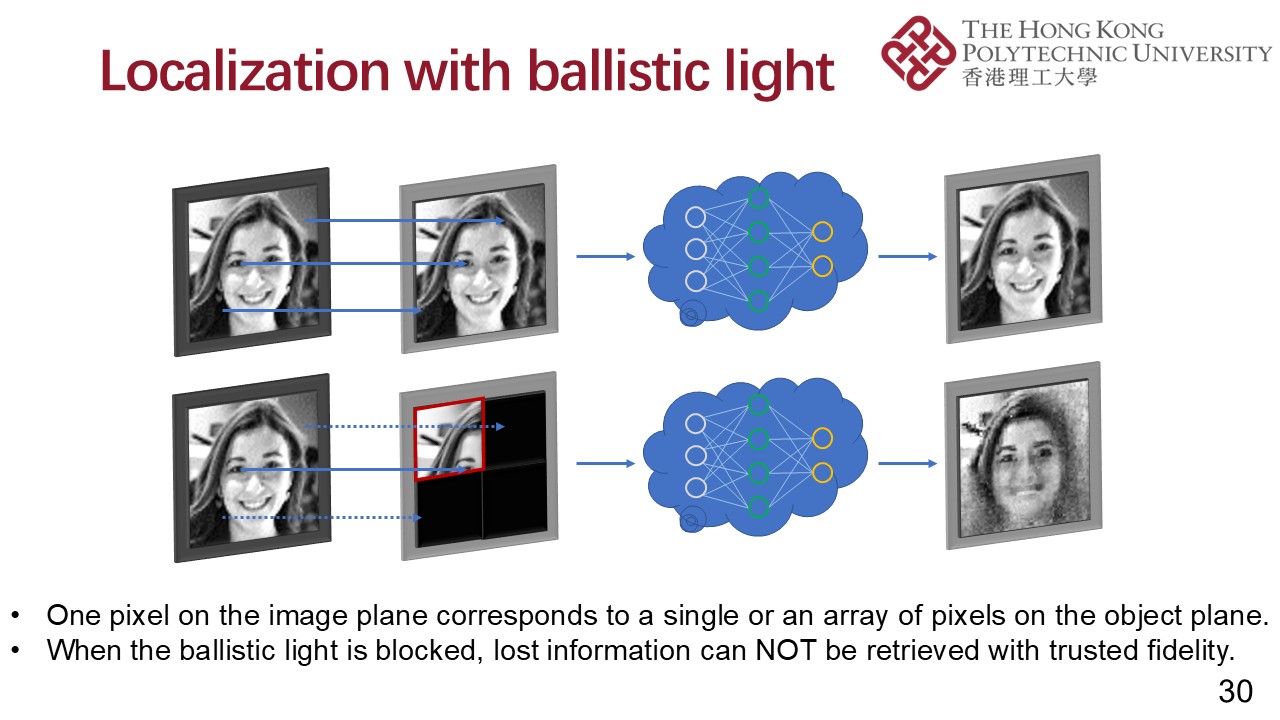 Localization with ballistic light
THE HONG KONG
POLYTECHNIC UNIVERSITY
香港理工大學
• One pixel on the image plane corresponds to a single or an array of pixels on the object plane.
• When the ballistic light is blocked, lost information can NOT be retrieved with trusted fidelity.
30